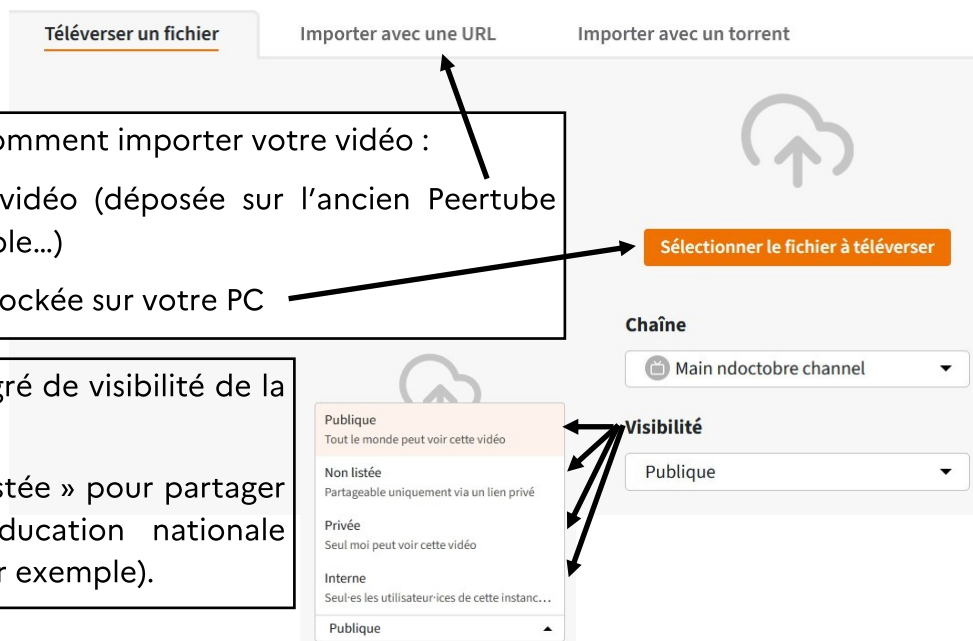 Téléverser un fichier
Importer avec une URL
Importer avec un torrent
omment importer votre vidéo :
vidéo (déposée sur l'ancien Peertube
ple…)
ockée sur votre PC
Sélectionner le fichier à téléverser
Chaîne
Main ndoctobre channel
gré de visibilité de la
stée » pour partager
ducation nationale
r exemple).
Visibilité
Publique
Publique
Tout le monde peut voir cette vidéo
Non listée
Partageable uniquement via un lien privé
Privée
Seul moi peut voir cette vidéo
Interne
Seul·es les utilisateur·ices de cette instanc...
Publique